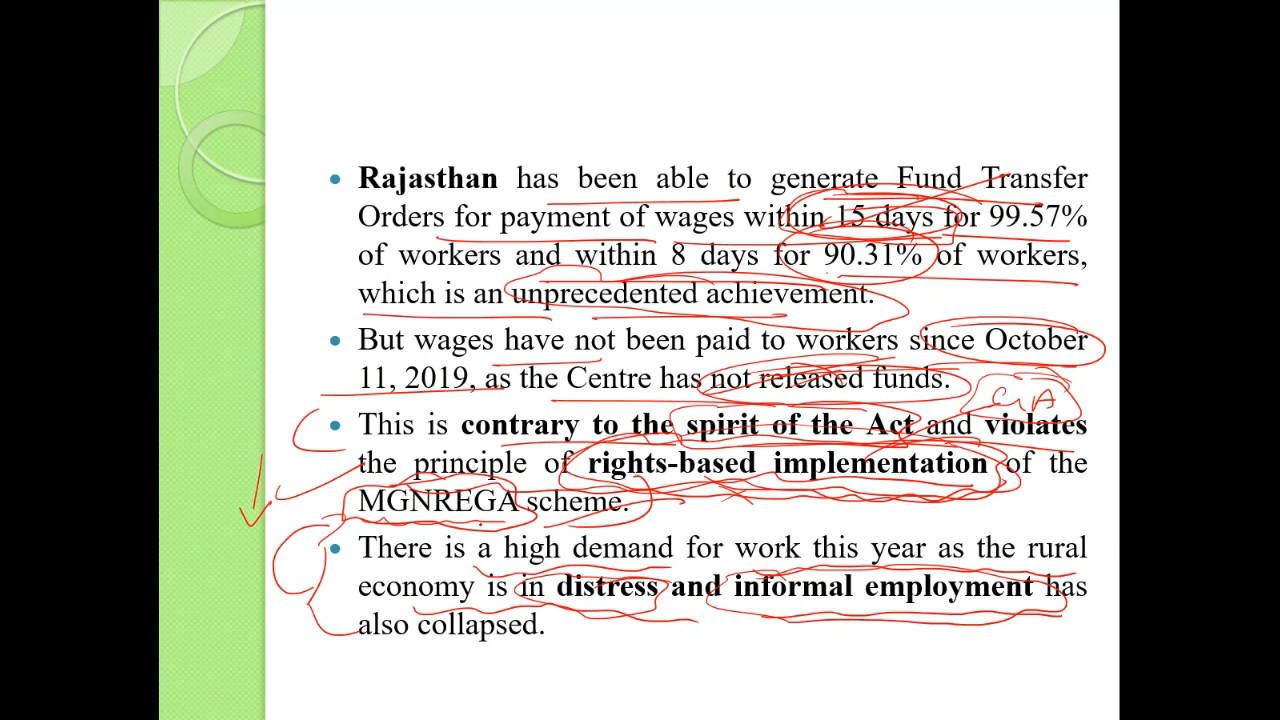 Rajasthan has been able to generate Fund Transfer
Orders for payment of wages within 15 days for 99.57%
of workers and within 8 days for 90.31% of workers,
which is an unprecedented achievement.
But wages have not been paid to workers since October
11, 2019, as the Centre has not released funds.
This is contrary to the spirit of the Act and violates
the principle of rights-based implementation of the
MGNREGA scheme.
There is a high demand for work this year as the rural
economy is in distress and informal employment has
also collapsed.